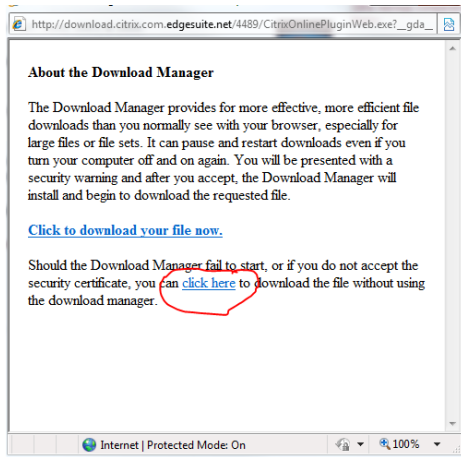 http://download.citrix.com.edgesuite.net/4489/CitrixOnlinePluginWeb.exe?__gda_
About the Download Manager
The Download Manager provides for more effective, more efficient file
downloads than you normally see with your browser, especially for
large files or file sets. It can pause and restart downloads even if you
turn your computer off and on again. You will be presented with a
security warning and after you accept, the Download Manager will
install and begin to download the requested file.
Click to download your file now.
Should the Download Manager fail to start, or if you do not accept the
security certificate, you can click here to download the file without using
the download manager.
Internet | Protected Mode: On
100%